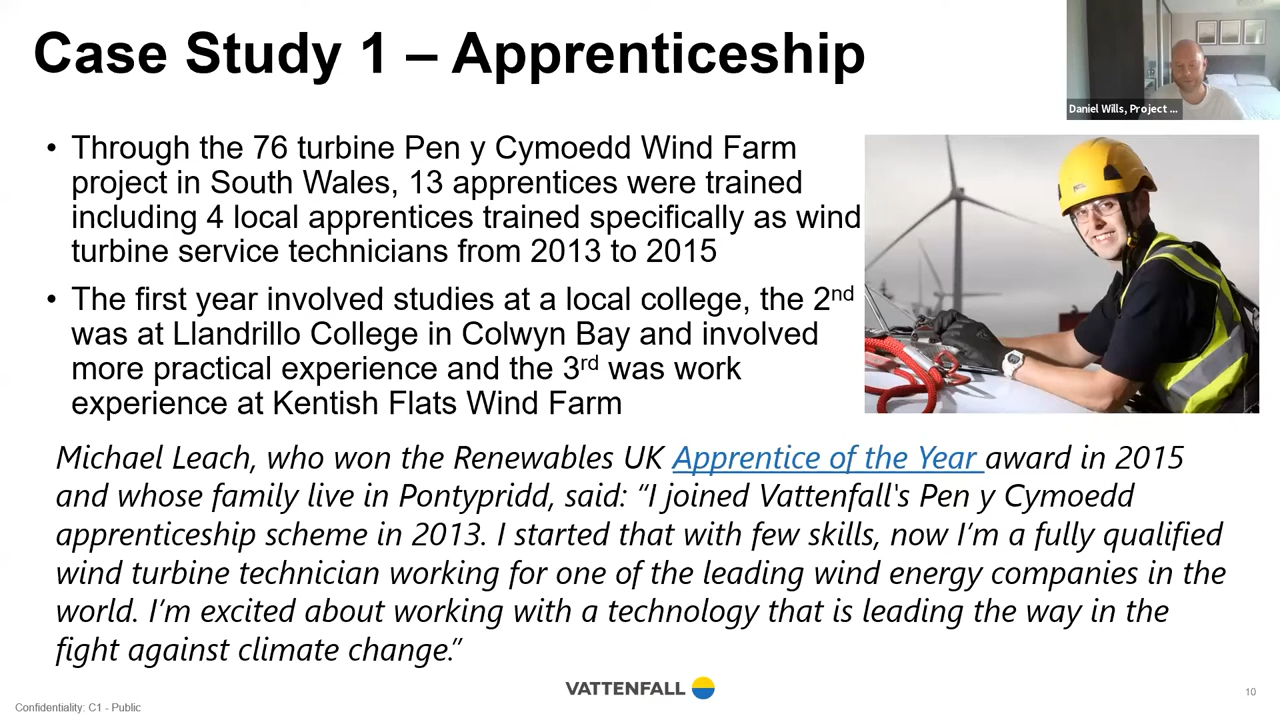 Case Study 1 – Apprenticeship
Daniel Wills, Project ...
• Through the 76 turbine Pen y Cymoedd Wind Farm
project in South Wales, 13 apprentices were trained
including 4 local apprentices trained specifically as wind
turbine service technicians from 2013 to 2015
• The first year involved studies at a local college, the 2nd
was at Llandrillo College in Colwyn Bay and involved
more practical experience and the 3rd was work
experience at Kentish Flats Wind Farm
Michael Leach, who won the Renewables UK Apprentice of the Year award in 2015
and whose family live in Pontypridd, said: “I joined Vattenfall's Pen y Cymoedd
apprenticeship scheme in 2013. I started that with few skills, now I’m a fully qualified
wind turbine technician working for one of the leading wind energy companies in the
world. I’m excited about working with a technology that is leading the way in the
fight against climate change.”
VATTENFALL
Confidentiality: C1 - Public
10